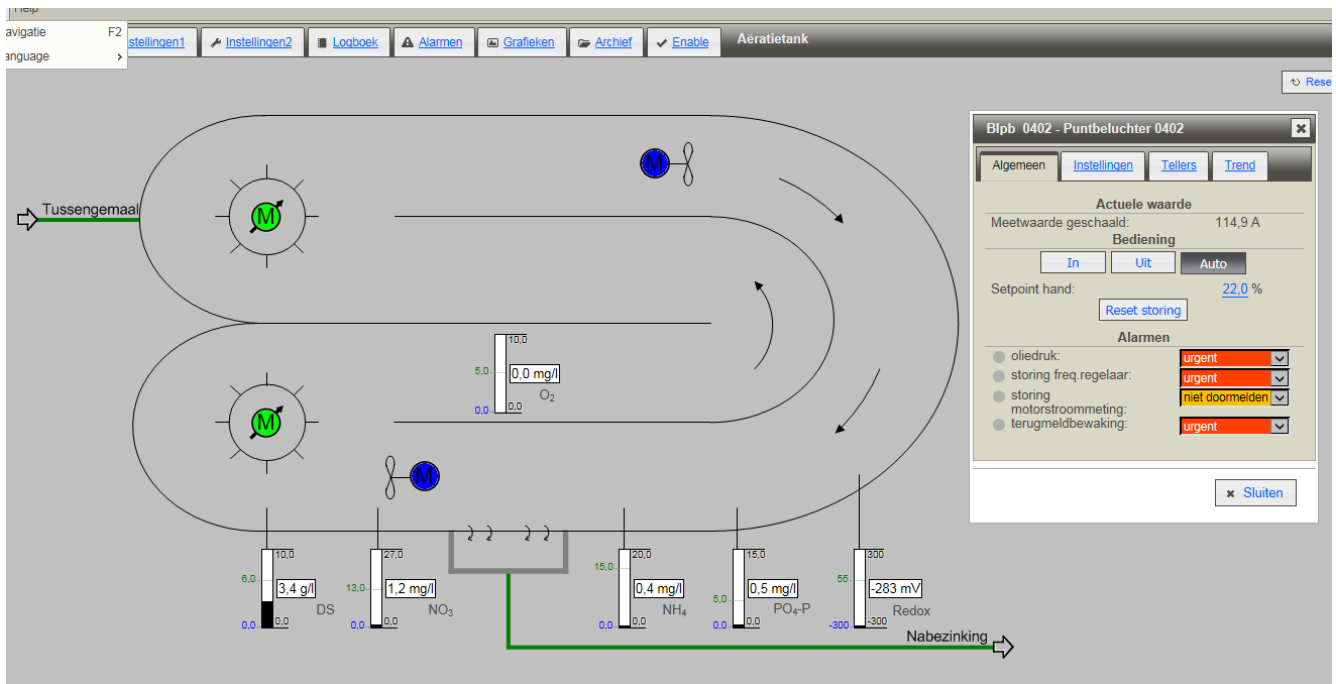 Help
avigatie F2
anguage >
stellingen1 Instellingen2 Logboek Alarmen Grafieken Archief Enable Aëratietank
Rese
Blpb 0402 - Puntbeluchter 0402
Algemeen Instellingen Tellers Trend
Actuele waarde
Meetwaarde geschaald: 114,9 A
Bediening
In Uit Auto
Setpoint hand: 22,0 %
Reset storing
Alarmen
oliedruk: urgent
storing freq.regelaar: urgent
storing motorstroommeting: niet doormelden
terugmeldbewaking: urgent
Sluiten
Tussengemaal
M
M
M
M
10,0
5,0 0,0 mg/l
O₂
0,0 0,0
10,0
6,0 3,4 g/l
DS
0,0 0,0
27,0
13,0 1,2 mg/l
NO₃
0,0 0,0
20,0
15,0
0,4 mg/l
NH₄
0,0 0,0
15,0
0,5 mg/l
5,0
PO₄-P
0,0 0,0
300
55 -283 mV
Redox
-300 -300
Nabezinking